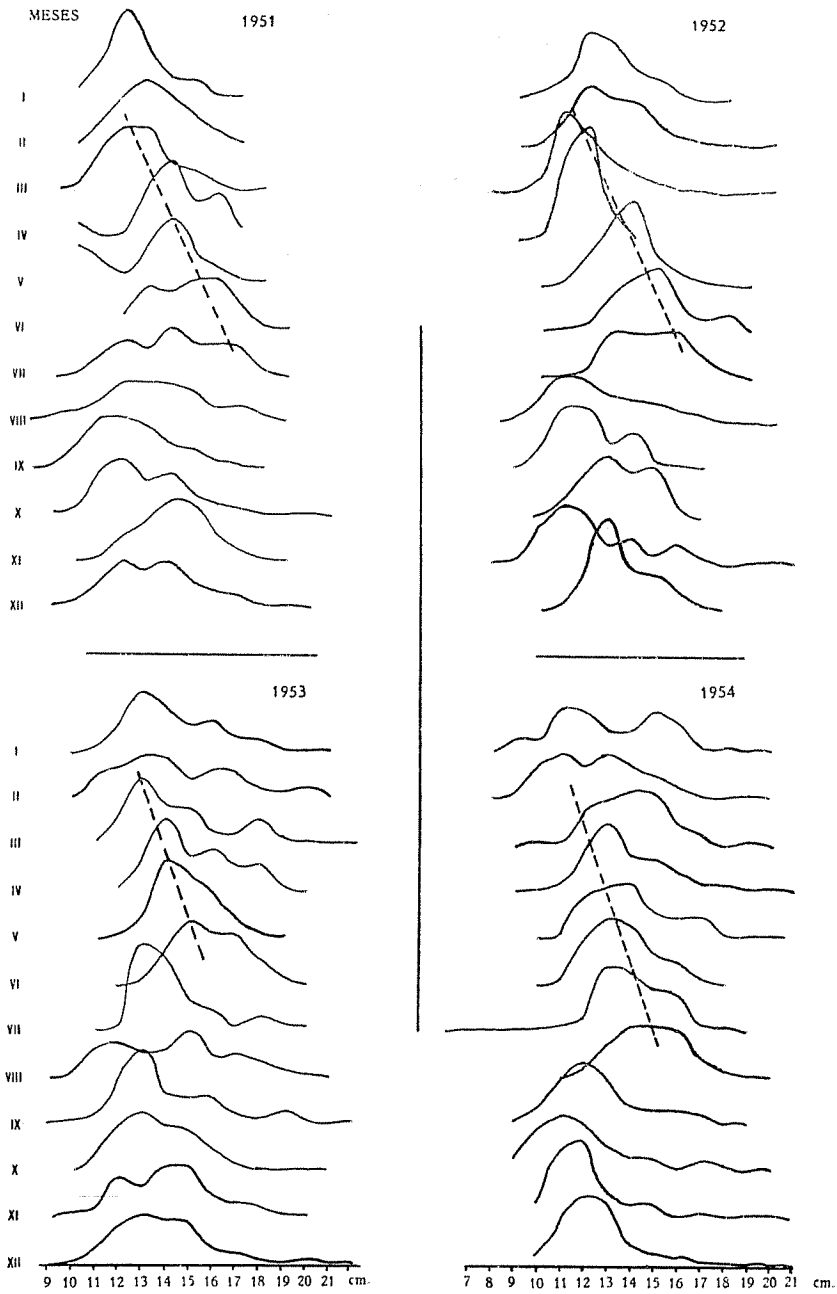 MESES
1951
1952
I
II
III
IV
V
VI
VII
VIII
IX
X
XI
XII
1953
1954
I
II
III
IV
V
VI
VII
VIII
IX
X
XI
XII
9 10 11 12 13 14 15 16 17 18 19 20 21 cm.
7 8 9 10 11 12 13 14 15 16 17 18 19 20 21 cm.